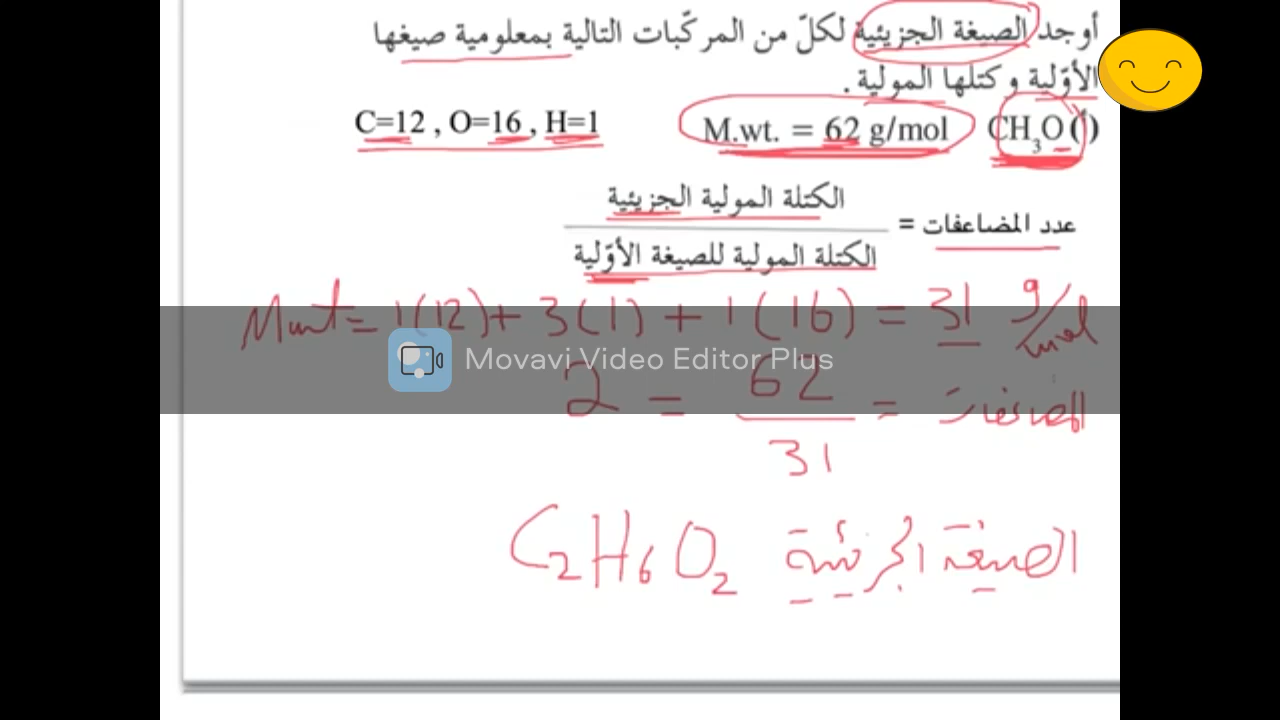 أوجد الصيغة الجزيئية لكلّ من المركّبات التالية بمعلومية صيغها
الأوّلية و كتلها المولية .
CH₃O () M.wt. = 62 g/mol C=12 , O=16 , H=1
عدد المضاعفات = الكتلة المولية الجزيئية
الكتلة المولية للصيغة الأوّلية
M.wt = 1(12) + 3(1) + 1(16) = 31 g/mol
Movavi Video Editor Plus
المضاعفات = 62 = 2
31
الصيغة الجزيئية C₂H₆O₂